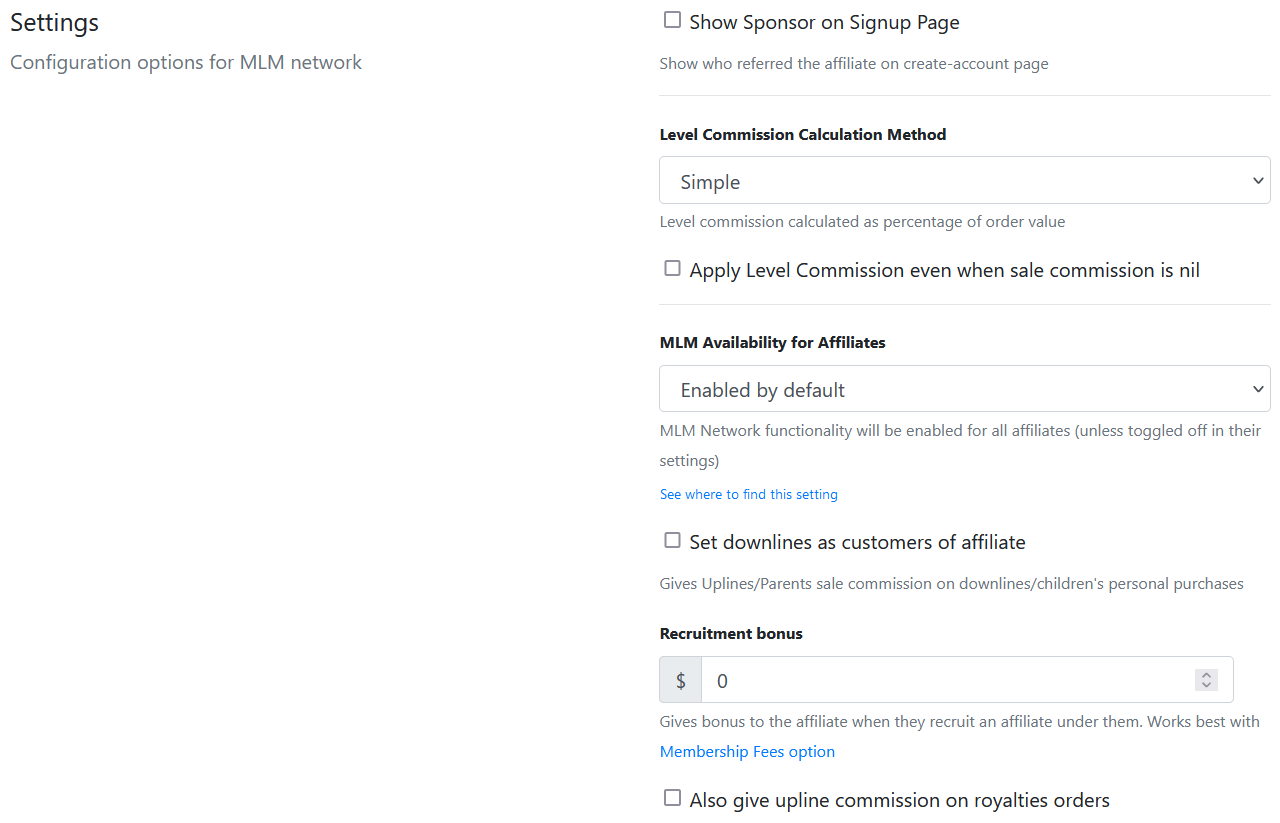 Settings
Configuration options for MLM network
Show Sponsor on Signup Page
Show who referred the affiliate on create-account page
Level Commission Calculation Method
Simple
Level commission calculated as percentage of order value
Apply Level Commission even when sale commission is nil
MLM Availability for Affiliates
Enabled by default
MLM Network functionality will be enabled for all affiliates (unless toggled off in their
settings)
See where to find this setting
Set downlines as customers of affiliate
Gives Uplines/Parents sale commission on downlines/children's personal purchases
Recruitment bonus
$ 0
Gives bonus to the affiliate when they recruit an affiliate under them. Works best with
Membership Fees option
Also give upline commission on royalties orders